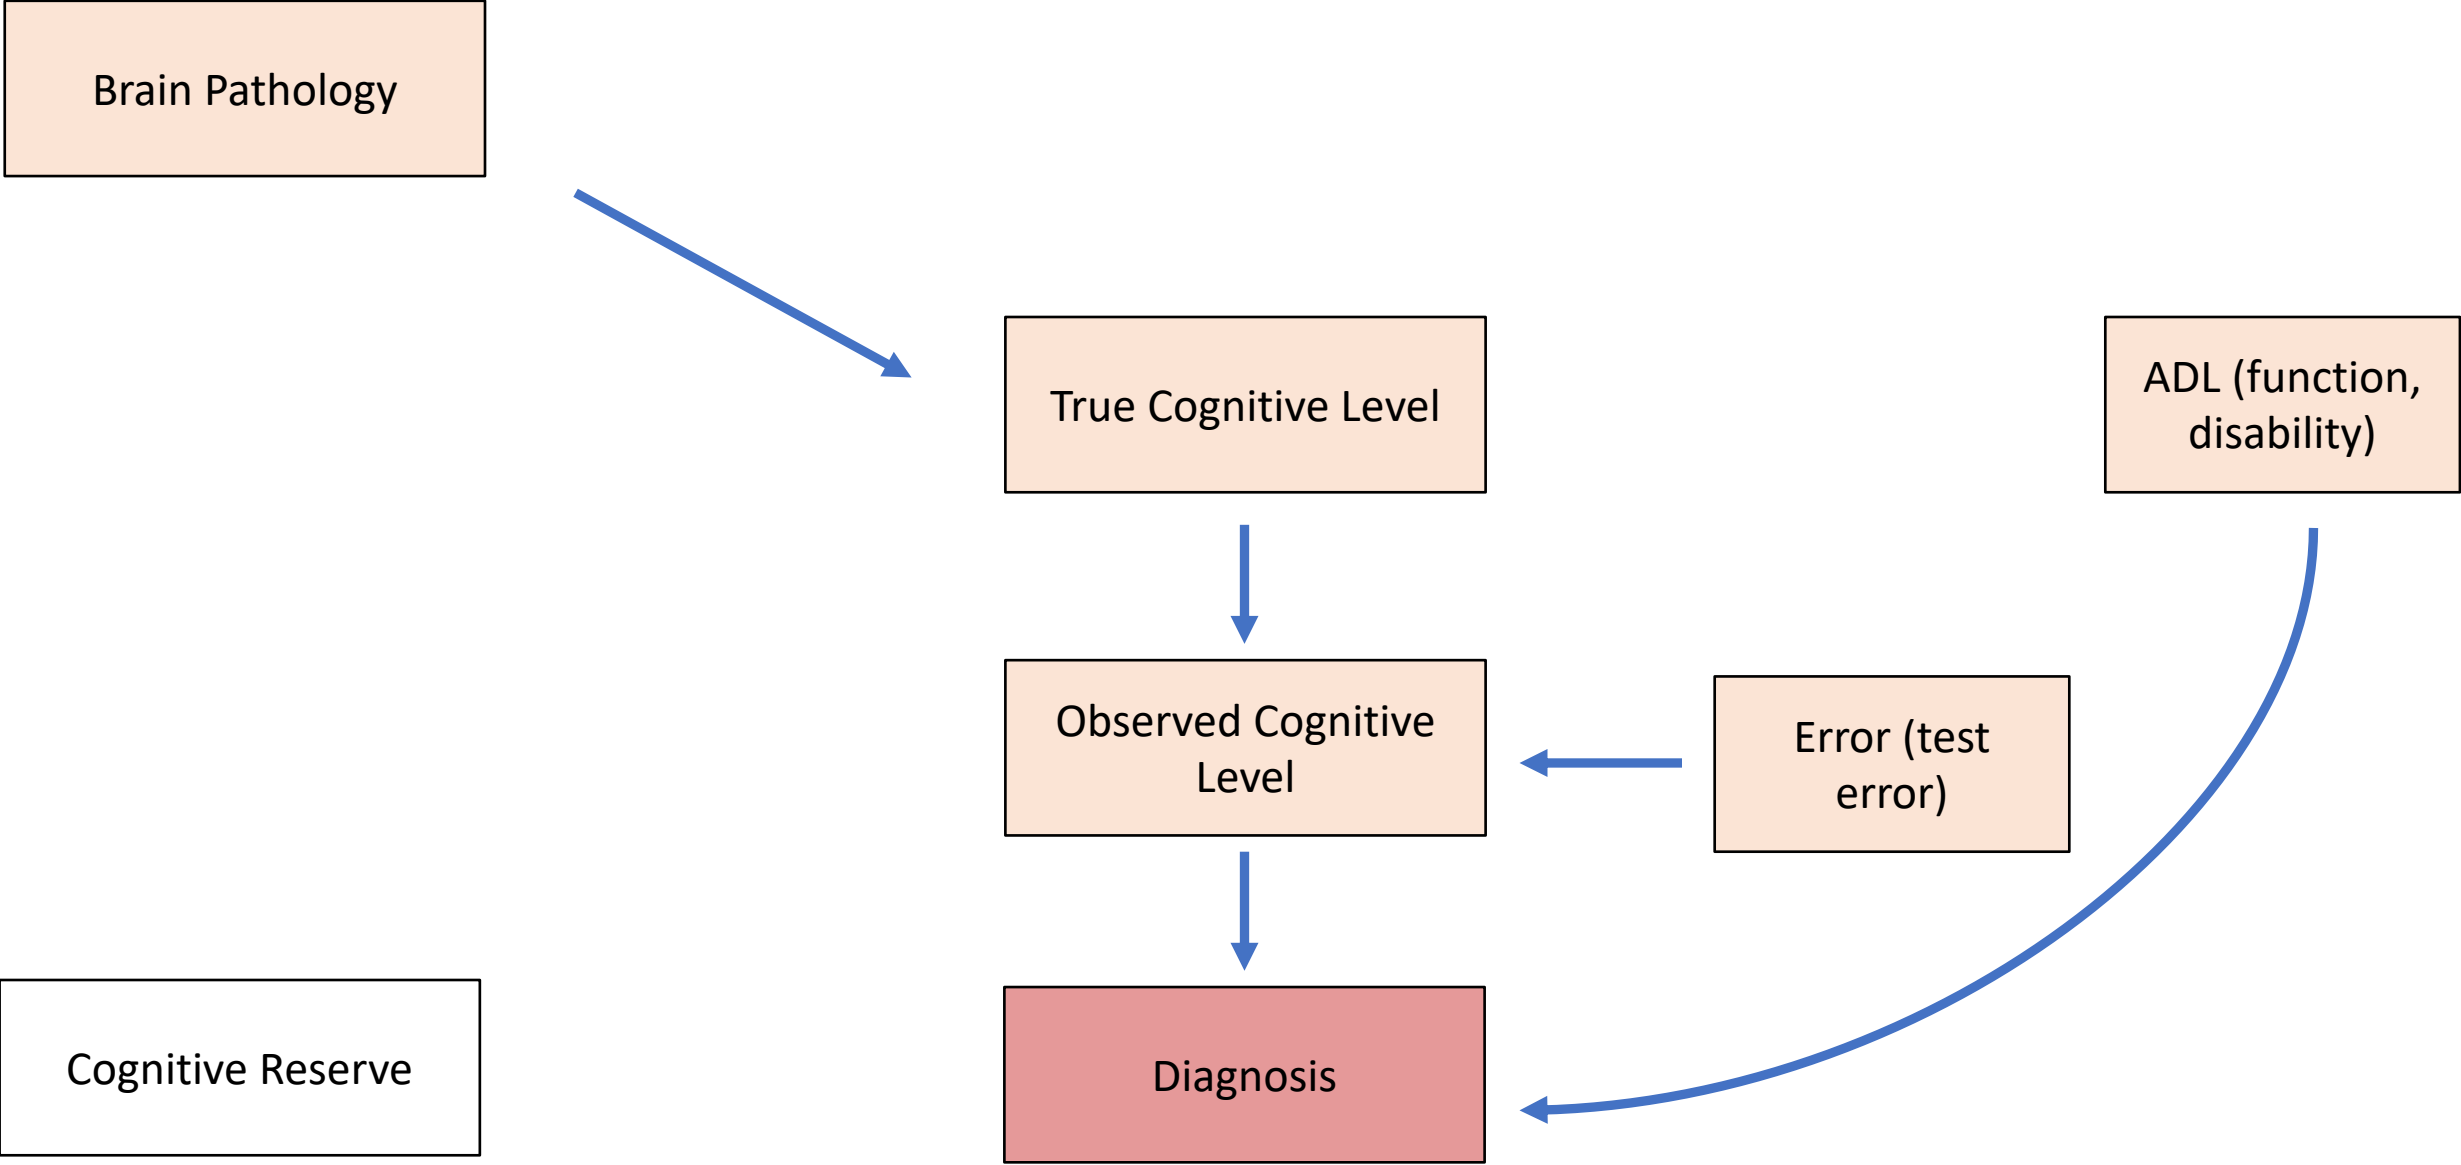 Brain Pathology
True Cognitive Level
ADL (function,
disability)
Observed Cognitive
Level
Error (test
error)
Cognitive Reserve
Diagnosis